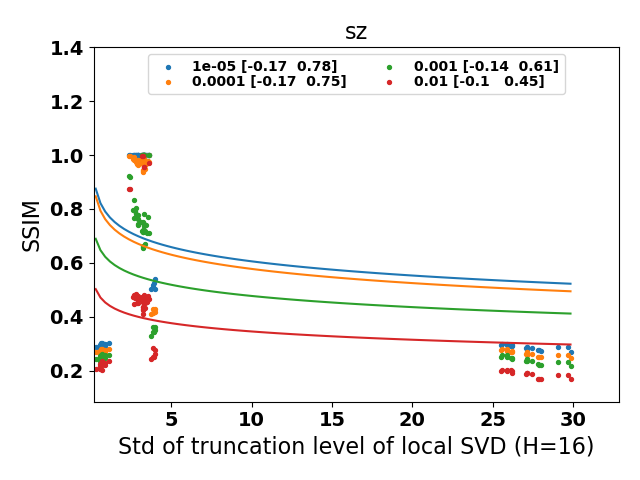 sz
1e-05 [-0.17  0.78]
0.0001 [-0.17  0.75]
0.001 [-0.14  0.61]
0.01 [-0.1   0.45]
SSIM
1.4
1.2
1.0
0.8
0.6
0.4
0.2
5 10 15 20 25 30
Std of truncation level of local SVD (H=16)